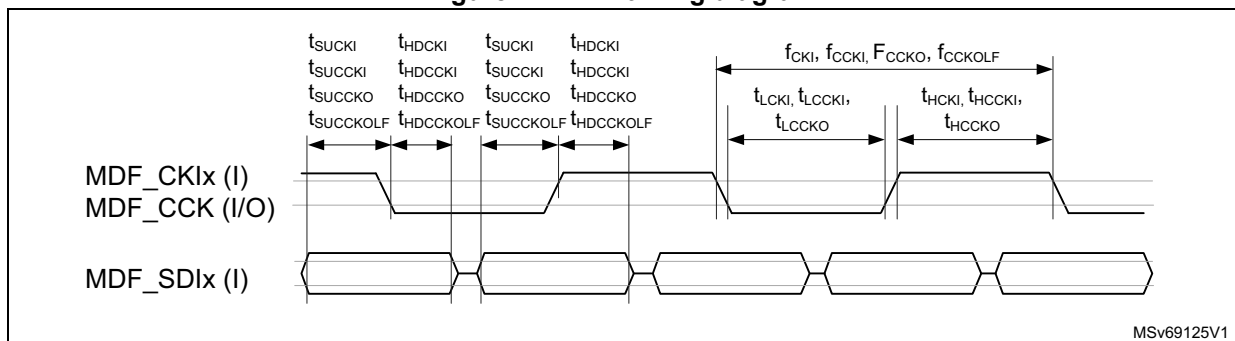 tSUCKI tHDCKI tSUCKI tHDCKI
tSUCCKI tHDCCKI tSUCCKI tHDCCKI
tSUCCKO tHDCCKO tSUCCKO tHDCCKO
tSUCCKOLF tHDCCKOLF tSUCCKOLF tHDCCKOLF
fCKI, fCCKI, FCCKO, fCCKOLF
tLCKI, tLCCKI,
tLCCKO
tHCKI, tHCCKI,
tHCCKO
MDF_CKIx (I)
MDF_CCK (I/O)
MDF_SDIx (I)
MSv69125V1